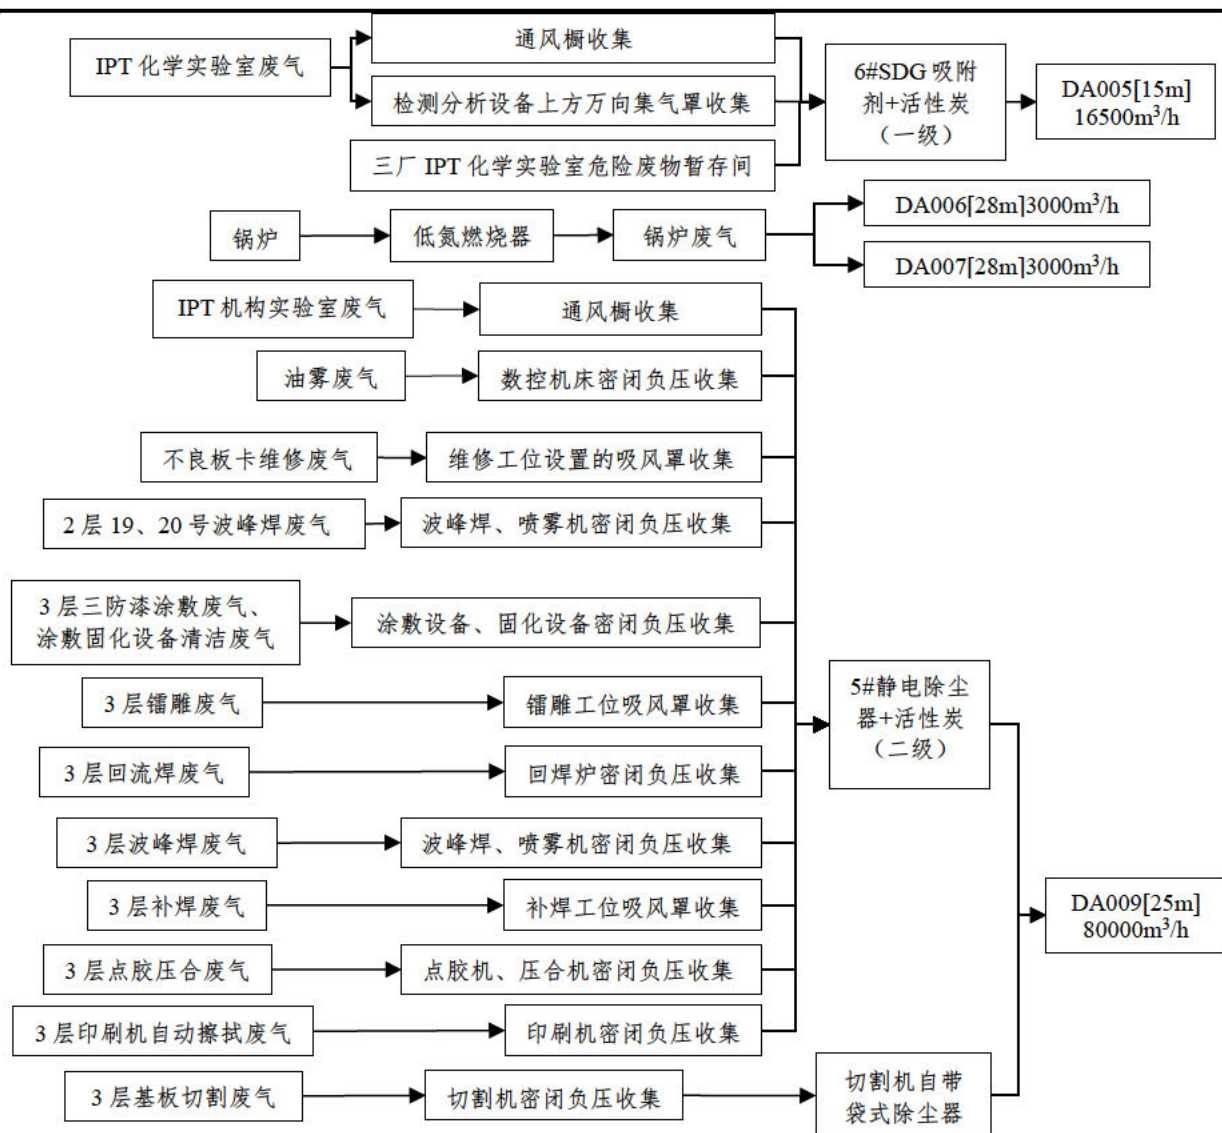 IPT 化学实验室废气
通风橱收集
检测分析设备上方万向集气罩收集
三厂 IPT 化学实验室危险废物暂存间
6#SDG 吸附
剂+活性炭
（一级）
DA005[15m]
16500m³/h
锅炉
低氮燃烧器
锅炉废气
DA006[28m]3000m³/h
DA007[28m]3000m³/h
IPT 机构实验室废气
通风橱收集
油雾废气
数控机床密闭负压收集
不良板卡维修废气
维修工位设置的吸风罩收集
2 层 19、20 号波峰焊废气
波峰焊、喷雾机密闭负压收集
3 层三防漆涂敷废气、
涂敷固化设备清洁废气
涂敷设备、固化设备密闭负压收集
3 层镭雕废气
镭雕工位吸风罩收集
3 层回流焊废气
回焊炉密闭负压收集
3 层波峰焊废气
波峰焊、喷雾机密闭负压收集
3 层补焊废气
补焊工位吸风罩收集
3 层点胶压合废气
点胶机、压合机密闭负压收集
3 层印刷机自动擦拭废气
印刷机密闭负压收集
5#静电除尘
器+活性炭
（二级）
3 层基板切割废气
切割机密闭负压收集
切割机自带
袋式除尘器
DA009[25m]
80000m³/h